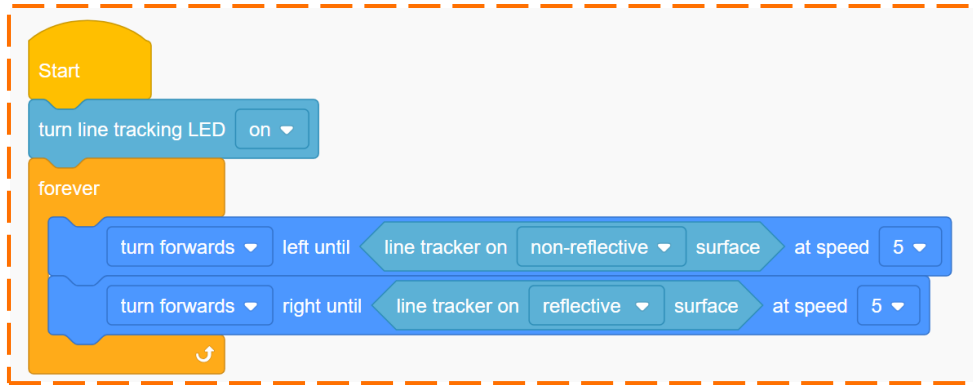 Start
turn line tracking LED on
forever
turn forwards left until line tracker on non-reflective surface at speed 5
turn forwards right until line tracker on reflective surface at speed 5